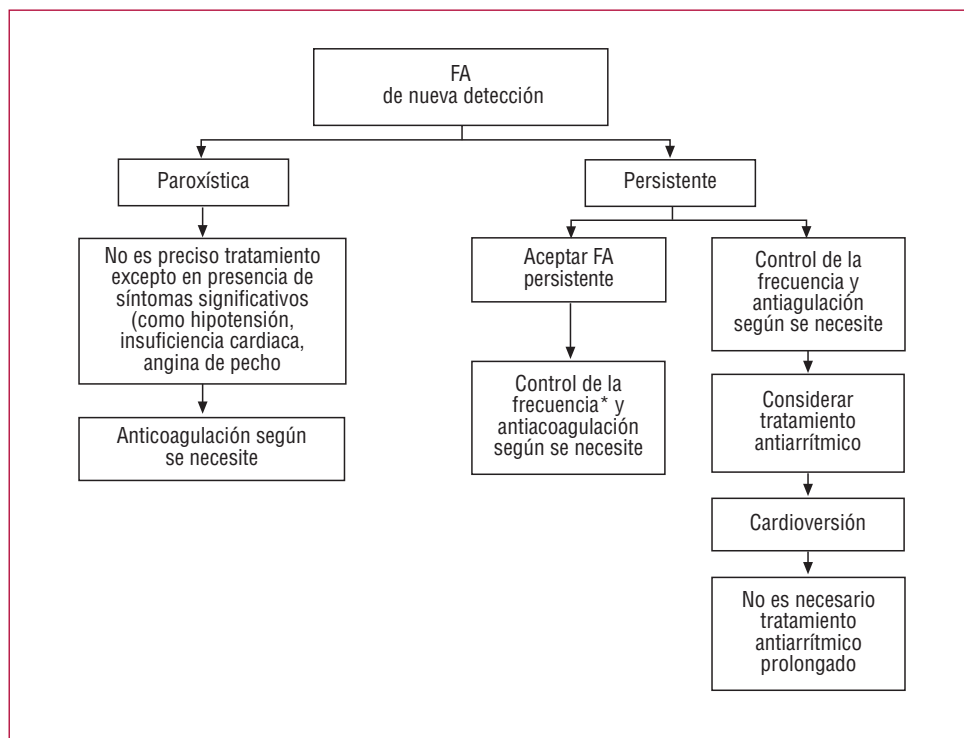 FA
de nueva detección
Paroxística
Persistente
No es preciso tratamiento
excepto en presencia de
síntomas significativos
(como hipotensión,
insuficiencia cardiaca,
angina de pecho
Anticoagulación según
se necesite
Aceptar FA
persistente
Control de la
frecuencia* y
antiacoagulación
según se necesite
Control de la
frecuencia y
antiagulación
según se necesite
Considerar
tratamiento
antiarrítmico
Cardioversión
No es necesario
tratamiento
antiarrítmico
prolongado